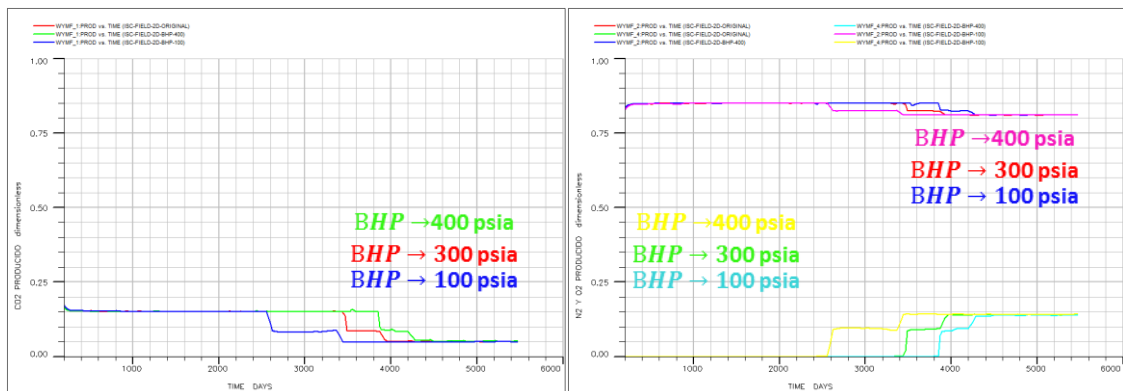 WYMF_1:PROD vs. TIME (ISC-FIELD-2D-ORIGINAL)
WYMF_1:PROD vs. TIME (ISC-FIELD-2D-BHP-400)
WYMF_1:PROD vs. TIME (ISC-FIELD-2D-BHP-100)
1.00
0.75
0.50
0.25
0.00
CO2 PRODUCIDO dimensionless
BHP → 400 psia
BHP → 300 psia
BHP → 100 psia
0
1000
2000
3000
4000
5000
6000
TIME DAYS
WYMF_2:PROD vs. TIME (ISC-FIELD-2D-ORIGINAL)
WYMF_4:PROD vs. TIME (ISC-FIELD-2D-ORIGINAL)
WYMF_2:PROD vs. TIME (ISC-FIELD-2D-BHP-400)
WYMF_4:PROD vs. TIME (ISC-FIELD-2D-BHP-400)
WYMF_2:PROD vs. TIME (ISC-FIELD-2D-BHP-100)
WYMF_4:PROD vs. TIME (ISC-FIELD-2D-BHP-100)
1.00
0.75
0.50
0.25
0.00
N2 Y O2 PRODUCIDO dimensionless
BHP → 400 psia
BHP → 300 psia
BHP → 100 psia
BHP → 400 psia
BHP → 300 psia
BHP → 100 psia
0
1000
2000
3000
4000
5000
6000
TIME DAYS